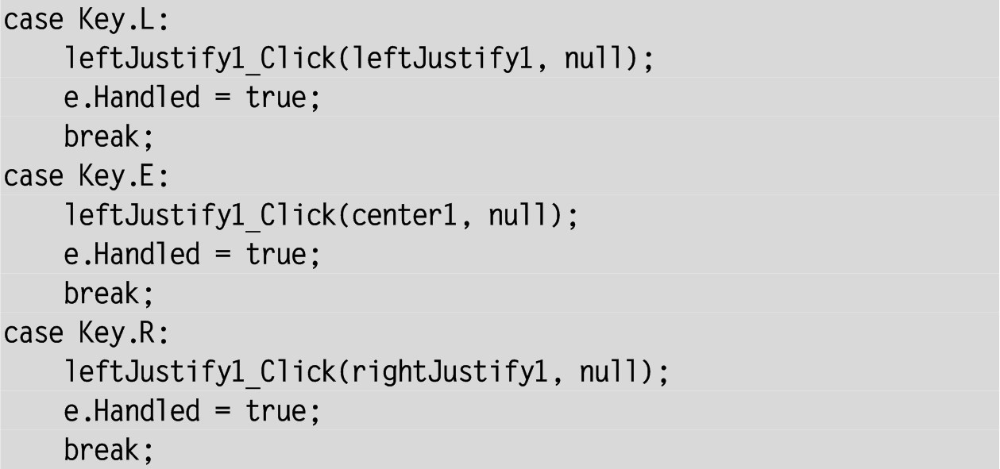 case Key.L:
    leftJustify1_Click(leftJustify1, null);
    e.Handled = true;
    break;
case Key.E:
    leftJustify1_Click(center1, null);
    e.Handled = true;
    break;
case Key.R:
    leftJustify1_Click(rightJustify1, null);
    e.Handled = true;
    break;